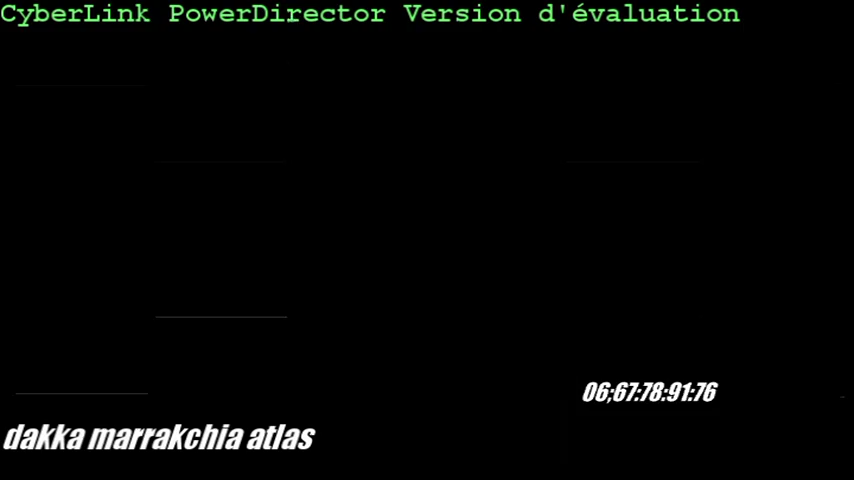 CyberLink PowerDirector Version d'évaluation
06;67:78:91:76
dakka marrakchia atlas